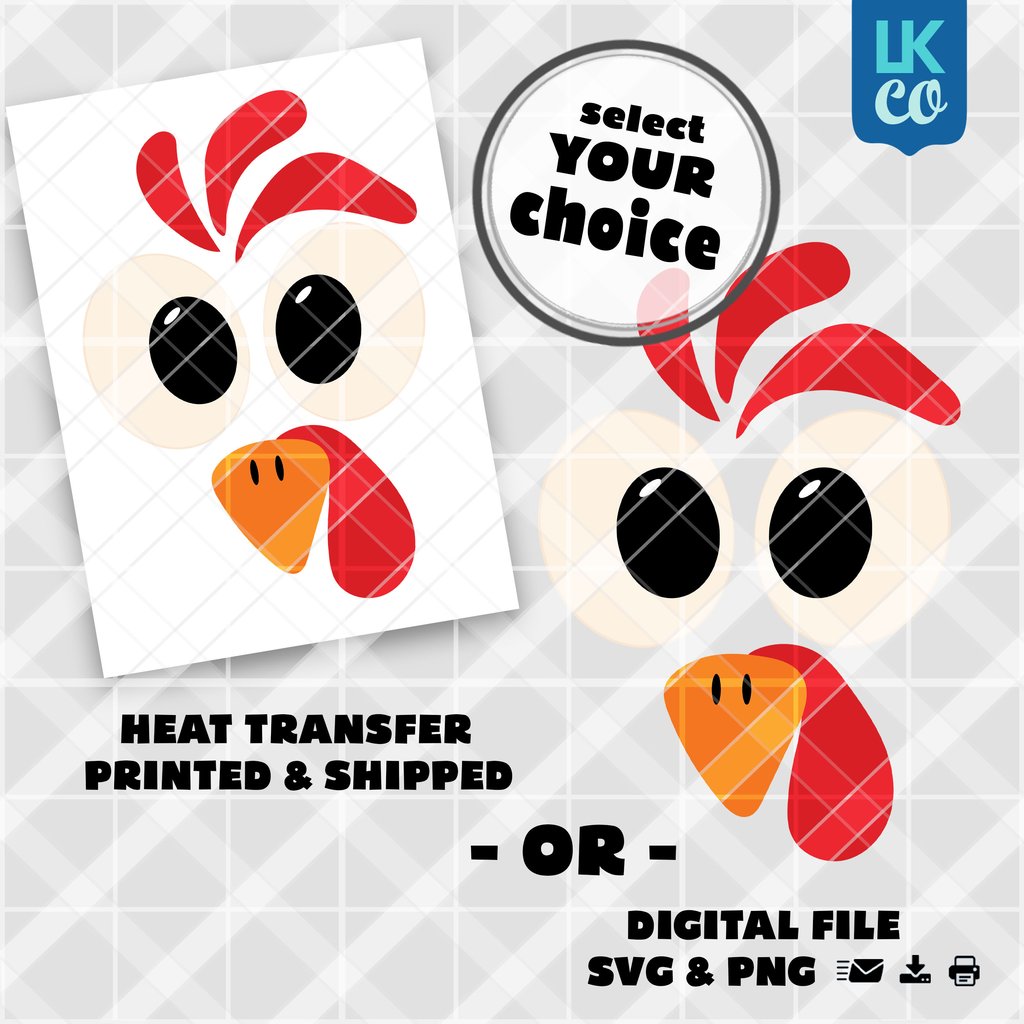 LK
co
select
YOUR
choice
HEAT TRANSFER
PRINTED & SHIPPED
- OR -
DIGITAL FILE
SVG & PNG